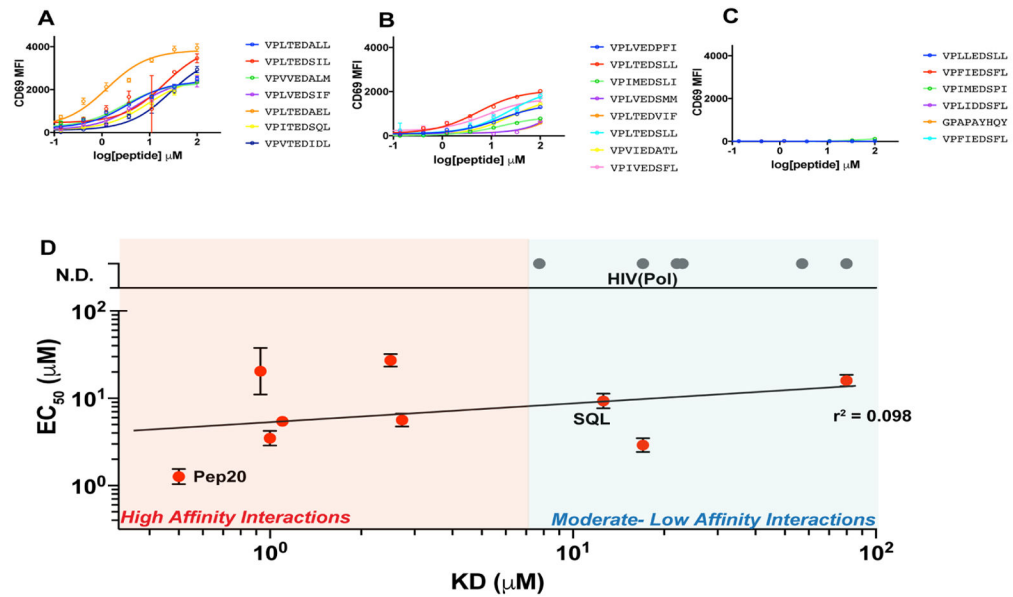 A
CD69 MFI
4000
2000
0
-1
0
1
2
log[peptide] μM
VPLTEDALL
VPLTEDSIL
VPVVEDALM
VPLVEDSIF
VPLTEDAEL
VPITEDSQL
VPVTEDIDL
B
CD69 MFI
4000
2000
0
-1
0
1
2
log[peptide] μM
VPLVEDPFI
VPLTEDSLL
VPIMEDSLI
VPLVEDSMM
VPLTEDVIF
VPLTEDSLL
VPVIEDATL
VPIVEDSFL
C
CD69 MFI
4000
2000
0
-1
0
1
2
log[peptide] μM
VPLLEDSLL
VPFIEDSFL
VPIMEDSPI
VPLIDDSFL
GPAPAYHQY
VPFIEDSFL
D
N.D.
HIV(Pol)
EC₅₀ (μM)
10²
10¹
10⁰
SQL
r² = 0.098
Pep20
High Affinity Interactions
Moderate- Low Affinity Interactions
10⁰
10¹
10²
KD (μM)